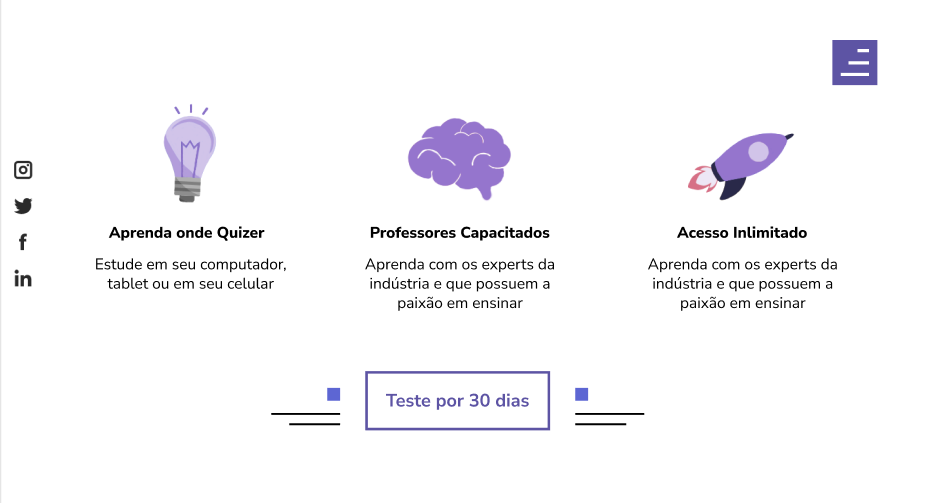 Aprenda onde Quizer
Estude em seu computador,
tablet ou em seu celular
Professores Capacitados
Aprenda com os experts da
indústria e que possuem a
paixão em ensinar
Acesso Inlimitado
Aprenda com os experts da
indústria e que possuem a
paixão em ensinar
Teste por 30 dias